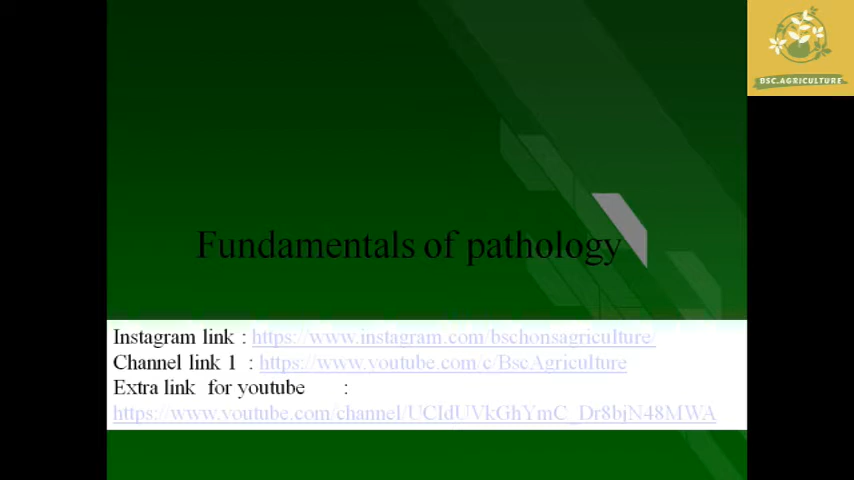 BSC.AGRICULTURE
Fundamentals of pathology
Instagram link : https://www.instagram.com/bschonsagriculture/
Channel link 1 : https://www.youtube.com/c/BscAgriculture
Extra link for youtube :
https://www.youtube.com/channel/UCIdUVkGhYmC_Dr8bjN48MWA